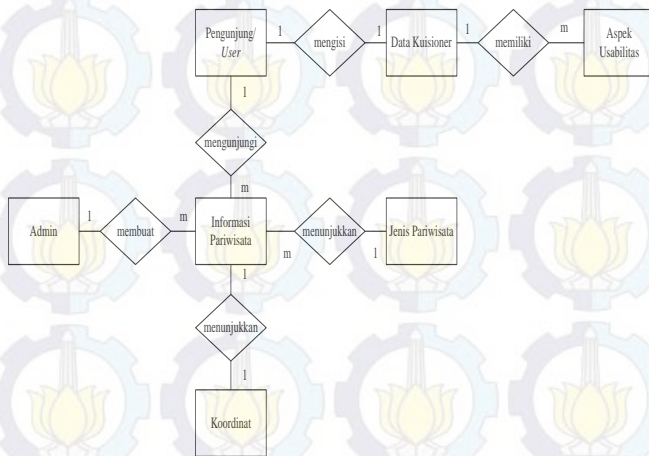 Pengunjung/
User
1
mengisi
1
Data Kuisioner
1
memiliki
m
Aspek
Usabilitas
1
mengunjungi
m
Admin
1
membuat
m
Informasi
Pariwisata
m
menunjukkan
1
Jenis Pariwisata
1
menunjukkan
1
Koordinat